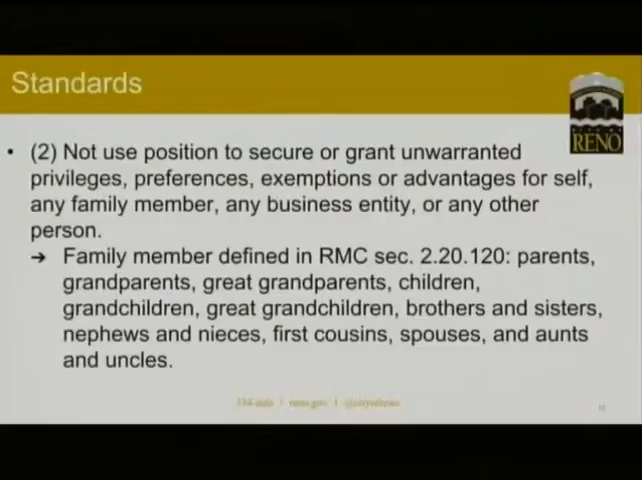 Standards
RENO
• (2) Not use position to secure or grant unwarranted
privileges, preferences, exemptions or advantages for self,
any family member, any business entity, or any other
person.
➔ Family member defined in RMC sec. 2.20.120: parents,
grandparents, great grandparents, children,
grandchildren, great grandchildren, brothers and sisters,
nephews and nieces, first cousins, spouses, and aunts
and uncles.
reno.gov |